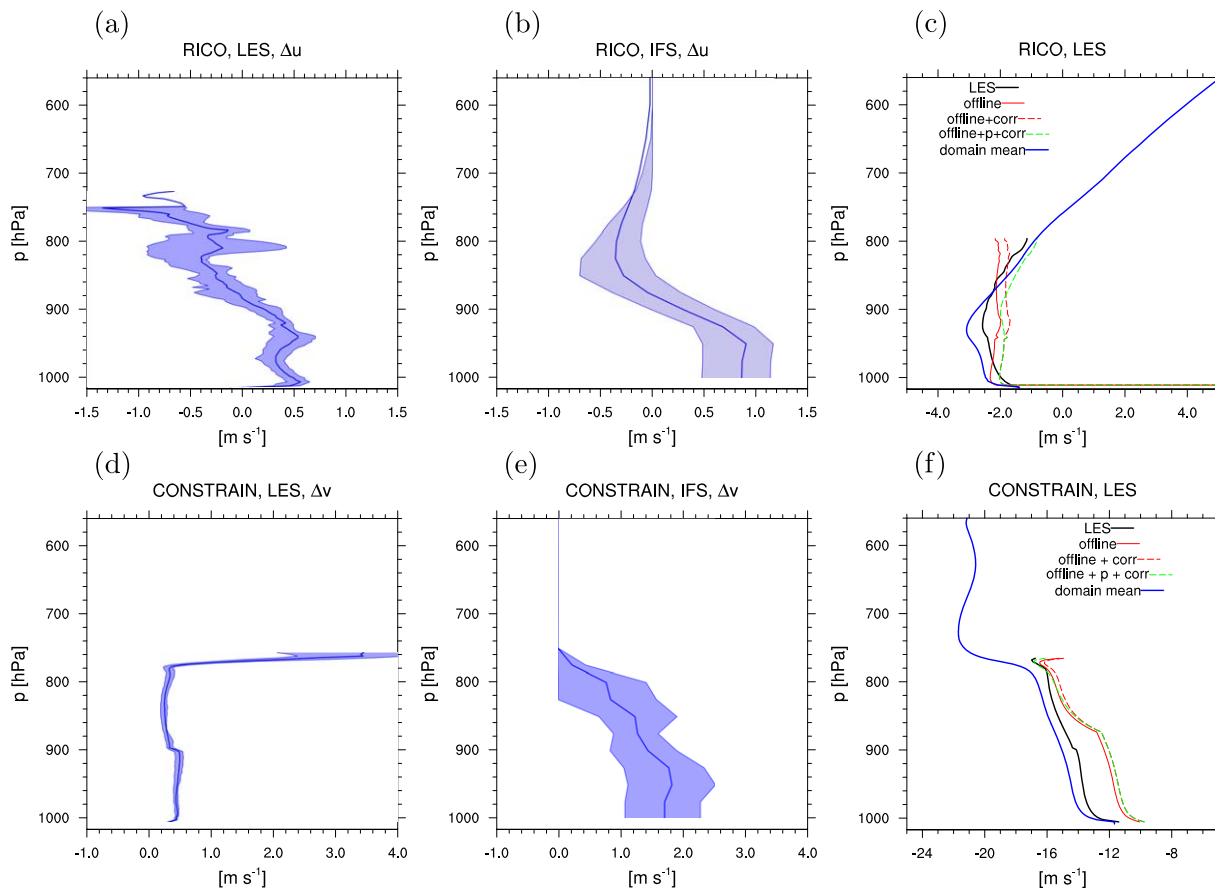 (a)
RICO, LES, Δu
p [hPa]
600
700
800
900
1000
-1.5 -1.0 -0.5 0.0 0.5 1.0 1.5
[m s⁻¹]
(b)
RICO, IFS, Δu
p [hPa]
600
700
800
900
1000
-1.5 -1.0 -0.5 0.0 0.5 1.0 1.5
[m s⁻¹]
(c)
RICO, LES
LES
offline
offline+corr
offline+p+corr
domain mean
p [hPa]
600
700
800
900
1000
-5.0 -4.0 -2.0 0.0 2.0 4.0
[m s⁻¹]
(d)
CONSTRAIN, LES, Δv
p [hPa]
600
700
800
900
1000
-1.0 0.0 1.0 2.0 3.0 4.0
[m s⁻¹]
(e)
CONSTRAIN, IFS, Δv
p [hPa]
600
700
800
900
1000
-1.0 0.0 1.0 2.0 3.0 4.0
[m s⁻¹]
(f)
CONSTRAIN, LES
LES
offline
offline + corr
offline + p + corr
domain mean
p [hPa]
600
700
800
900
1000
-24 -20 -16 -12 -8
[m s⁻¹]